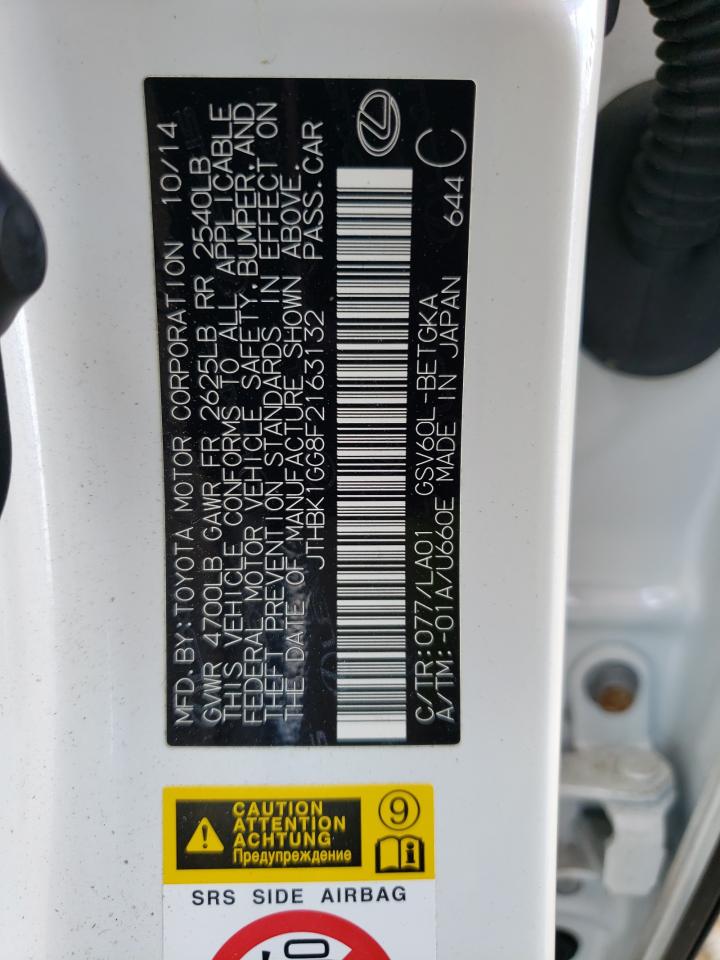 MFD. BY: TOYOTA MOTOR CORPORATION 10/14
GVWR 4700LB GAWR FR 2625LB RR 2540LB
THIS VEHICLE CONFORMS TO ALL APPLICABLE
FEDERAL MOTOR VEHICLE SAFETY, BUMPER, AND
THEFT PREVENTION STANDARDS IN EFFECT ON
THE DATE OF MANUFACTURE SHOWN ABOVE.
JTHBK1GG8F2163132 PASS. CAR
C/TR: 077/LA01 GSV60L-BETGKA 644 C
A/TM: -01A/U660E MADE IN JAPAN
CAUTION
ATTENTION
ACHTUNG
Предупреждение
9
i
SRS SIDE AIRBAG